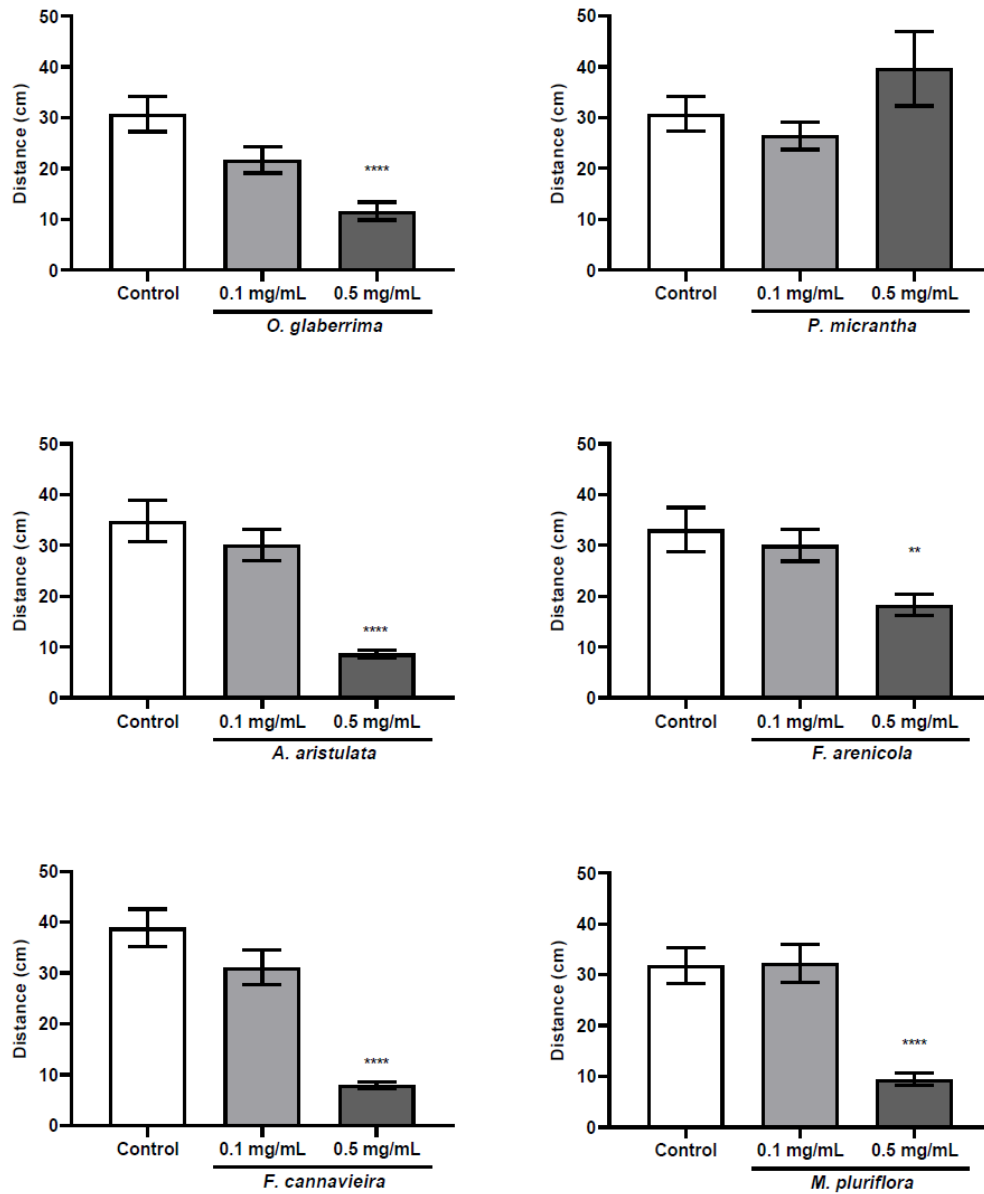 50
40
30
20
10
0
Distance (cm)
****
Control 0.1 mg/mL 0.5 mg/mL
O. glaberrima
50
40
30
20
10
0
Distance (cm)
Control 0.1 mg/mL 0.5 mg/mL
P. micrantha
50
40
30
20
10
0
Distance (cm)
****
Control 0.1 mg/mL 0.5 mg/mL
A. aristulata
50
40
30
20
10
0
Distance (cm)
**
Control 0.1 mg/mL 0.5 mg/mL
F. arenicola
50
40
30
20
10
0
Distance (cm)
****
Control 0.1 mg/mL 0.5 mg/mL
F. cannavieira
50
40
30
20
10
0
Distance (cm)
****
Control 0.1 mg/mL 0.5 mg/mL
M. pluriflora